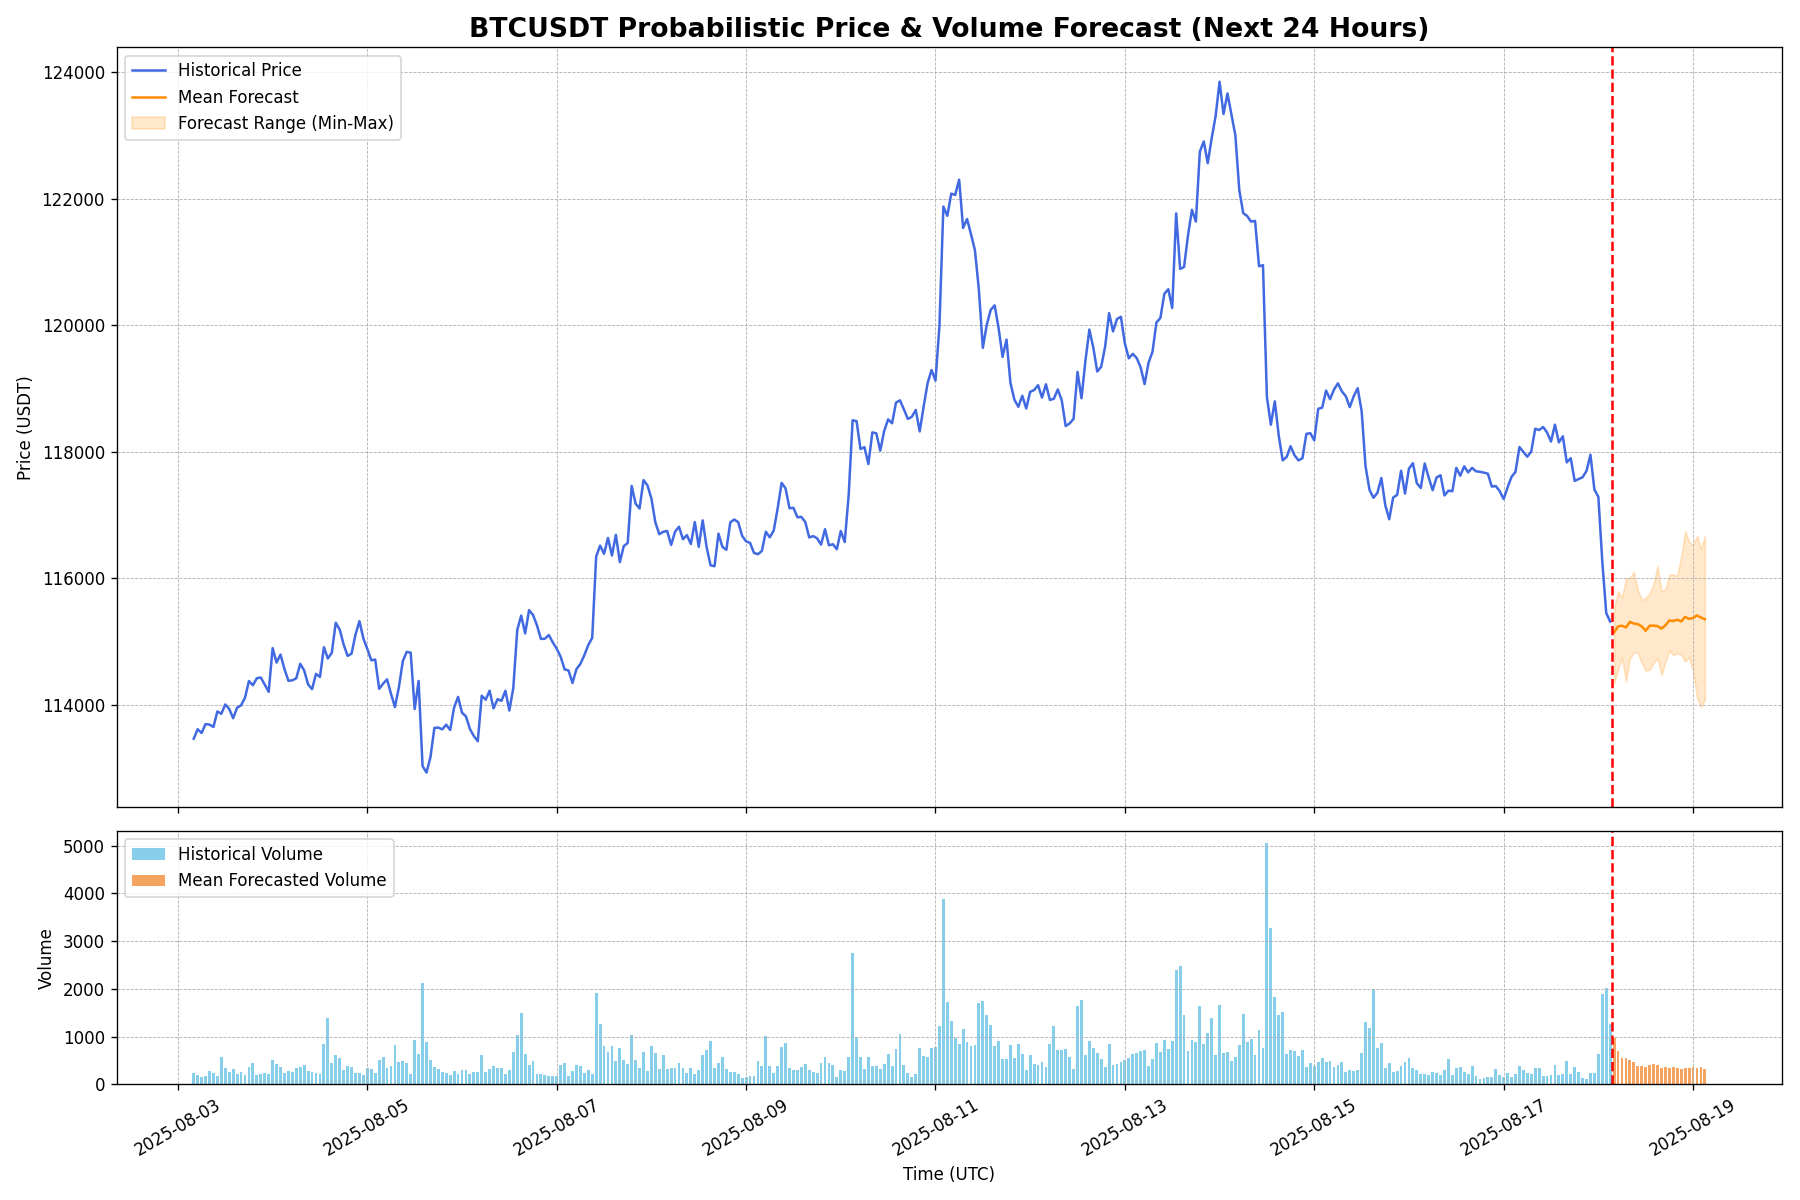 BTCUSDT Probabilistic Price & Volume Forecast (Next 24 Hours)
Historical Price
Mean Forecast
Forecast Range (Min-Max)
124000
122000
120000
118000
116000
114000
Price (USDT)
Historical Volume
Mean Forecasted Volume
5000
4000
3000
2000
1000
0
Volume
2025-08-03
2025-08-05
2025-08-07
2025-08-09
2025-08-11
2025-08-13
2025-08-15
2025-08-17
2025-08-19
Time (UTC)